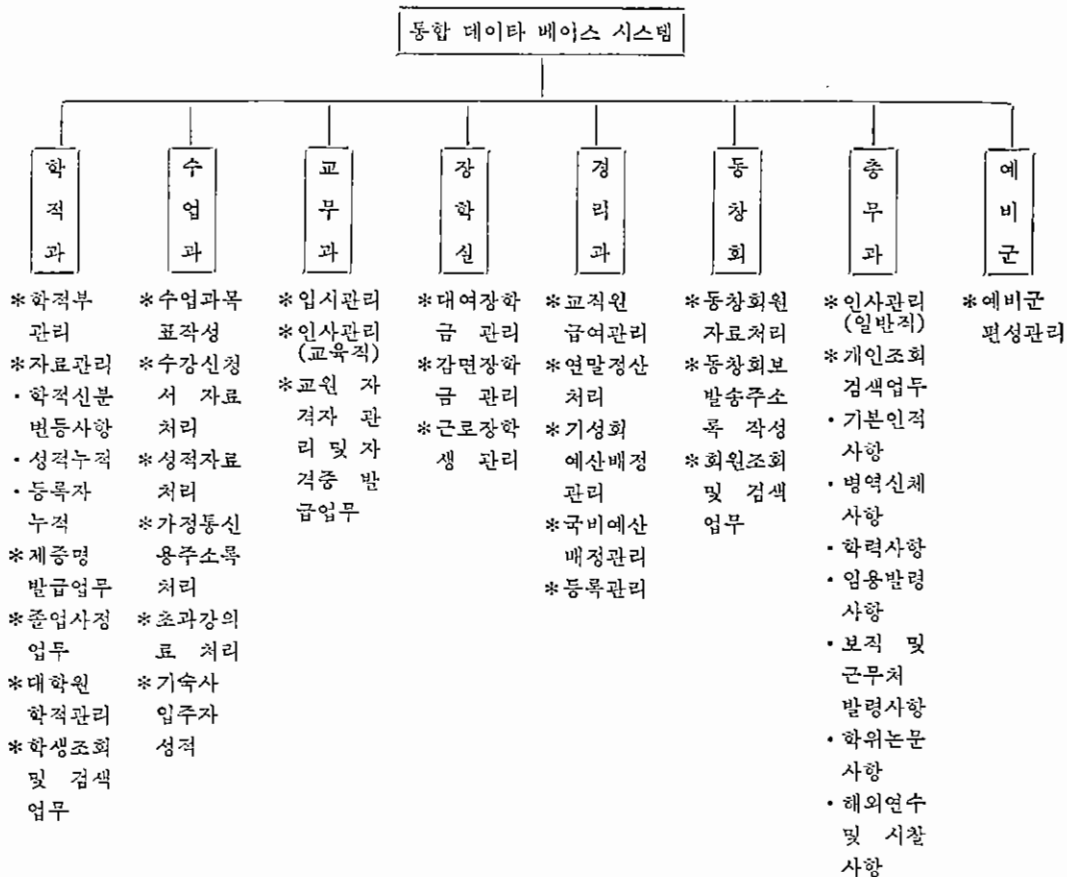 통합 데이타 베이스 시스템
학적과
*학적부
관리
*자료관리
·학적신분
변등사항
·성적누적
·등록자
누적
*제증명
발급업무
*졸업사정
업무
*대학원
학적관리
*학생조회
및 검색
업무
수업과
*수업과목
표작성
*수강신청
서 자료
처리
*성적자료
처리
*가정통신
용주소록
처리
*초과강의
료 처리
*기숙사
입주자
성적
교무과
*입시관리
*인사관리
(교육직)
*교원 자
격자 관
리 및 자
격증 발
급업무
장학실
*대여장학
금 관리
*감면장학
금 관리
*근로장학
생 관리
경리과
*교직원
급여관리
*연말정산
처리
*기성회
예산배정
관리
*국비예산
배정관리
*등록관리
동창회
*동창회원
자료처리
*동창회보
발송주소
록 작성
*회원조회
및 검색
업무
총무과
*인사관리
(일반직)
*개인조회
검색업무
·기본인적
사항
·병역신체
사항
·학력사항
·임용발령
사항
·보직 및
근무처
발령사항
·학위논문
사항
·해외연수
및 시찰
사항
예비군
*예비군
편성관리